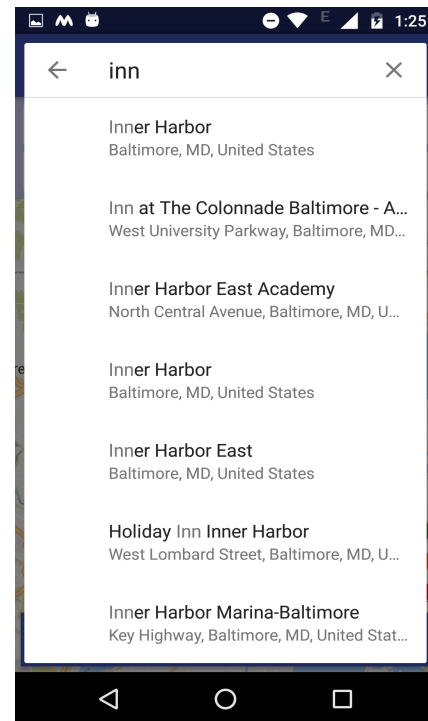 E 1:25
inn
Inner Harbor
Baltimore, MD, United States
Inn at The Colonnade Baltimore - A...
West University Parkway, Baltimore, MD...
Inner Harbor East Academy
North Central Avenue, Baltimore, MD, U...
Inner Harbor
re
Baltimore, MD, United States
Inner Harbor East
Baltimore, MD, United States
Holiday Inn Inner Harbor
West Lombard Street, Baltimore, MD, U...
Inner Harbor Marina-Baltimore
Key Highway, Baltimore, MD, United Stat...